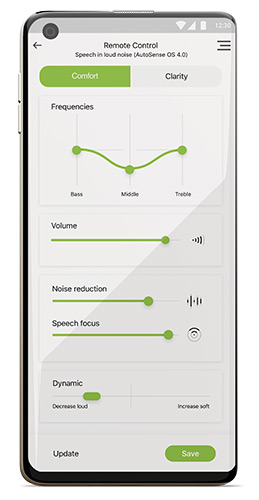 12:30
Remote Control
Speech in loud noise (AutoSense OS 4.0)
Comfort Clarity
Frequencies
Bass Middle Treble
Volume
Noise reduction
Speech focus
Dynamic
Decrease loud Increase soft
Update Save